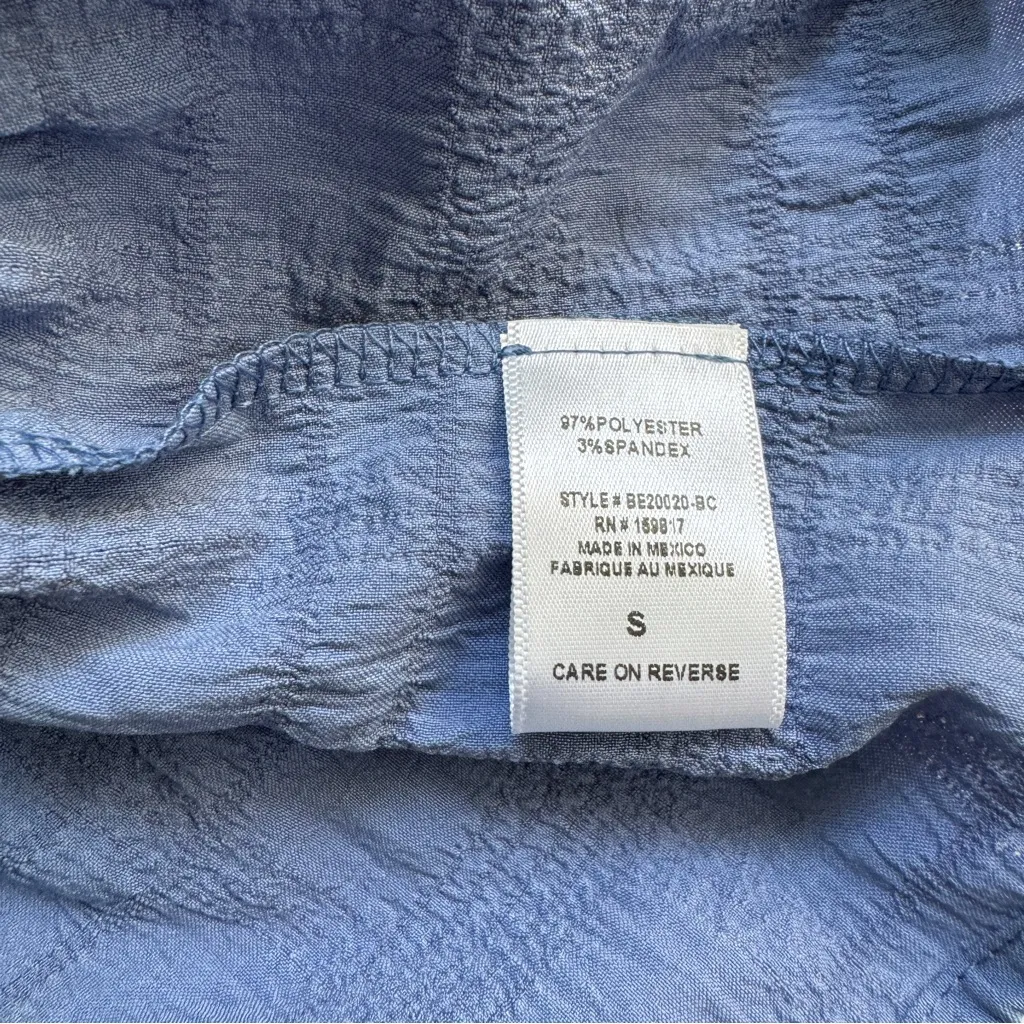 97%POLYESTER
3%SPANDEX
STYLE # BE20020-BC
RN # 159817
MADE IN MEXICO
FABRIQUE AU MEXIQUE
S
CARE ON REVERSE